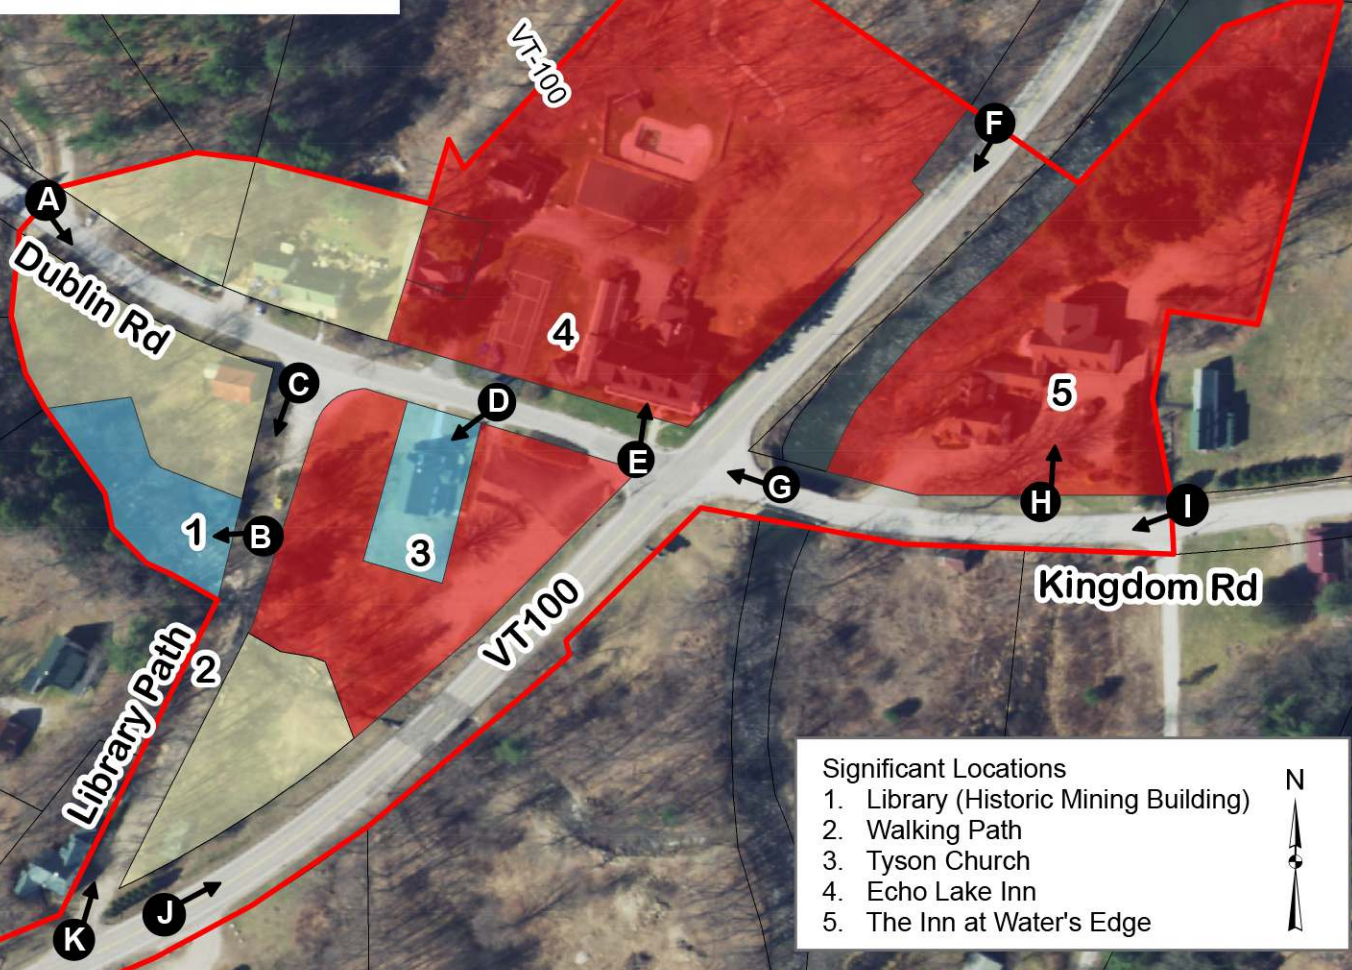 VT-100
F
A
Dublin Rd
4
C
D
5
E
G
H
I
1
B
3
Kingdom Rd
VT100
2
Library Path
J
K
Significant Locations
1. Library (Historic Mining Building)
2. Walking Path
3. Tyson Church
4. Echo Lake Inn
5. The Inn at Water's Edge
N